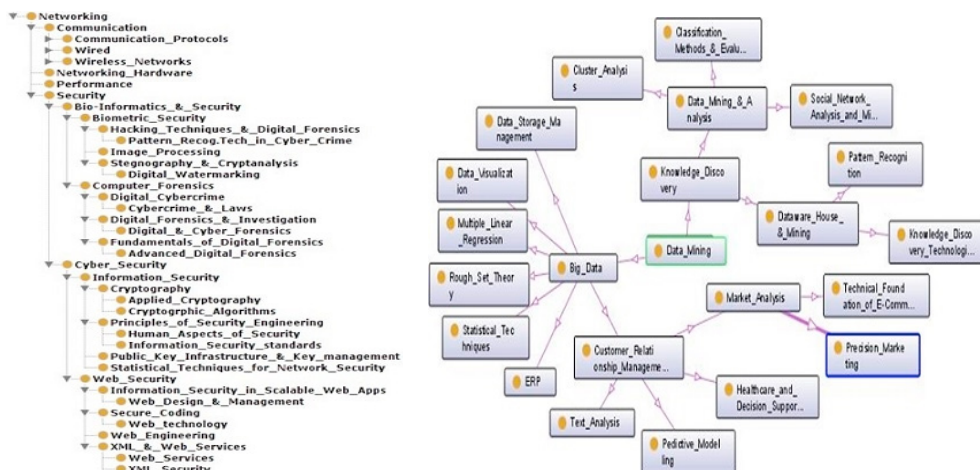 Networking
Communication
Communication_Protocols
Wired
Wireless_Networks
Networking_Hardware
Performance
Security
Bio-Informatics_&_Security
Biometric_Security
Hacking_Techniques_&_Digital_Forensics
Pattern_Recog.Tech_in_Cyber_Crime
Image_Processing
Stegnography_&_Cryptanalysis
Digital_Watermarking
Computer_Forensics
Digital_Cybercrime
Cybercrime_&_Laws
Digital_Forensics_&_Investigation
Digital_&_Cyber_Forensics
Fundamentals_of_Digital_Forensics
Advanced_Digital_Forensics
Cyber_Security
Information_Security
Cryptography
Applied_Cryptography
Cryptogrphic_Algorithms
Principles_of_Security_Engineering
Human_Aspects_of_Security
Information_Security_standards
Public_Key_Infrastructure_&_Key_management
Statistical_Techniques_for_Network_Security
Web_Security
Information_Security_in_Scalable_Web_Apps
Web_Design_&_Management
Secure_Coding
Web_technology
Web_Engineering
XML_&_Web_Services
Web_Services
XML_Security
Classification_
Methods_&_Evalu...
Cluster_Analysi
s
Data_Mining_&_A
nalysis
Social_Network_
Analysis_and_Mi...
Data_Storage_Ma
nagement
Pattern_Recogni
tion
Data_Visualizat
ion
Knowledge_Disco
very
Multiple_Linear
_Regression
Dataware_House_
&_Mining
Knowledge_Disco
very_Technologi...
Data_Mining
Big_Data
Rough_Set_Theor
y
Market_Analysis
Technical_Found
ation_of_E-Comm...
Statistical_Tec
hniques
Customer_Relati
onship_Manageme...
Precision_Marke
ting
ERP
Healthcare_and_
Decision_Suppor...
Text_Analysis
Pedictive_Model
ling